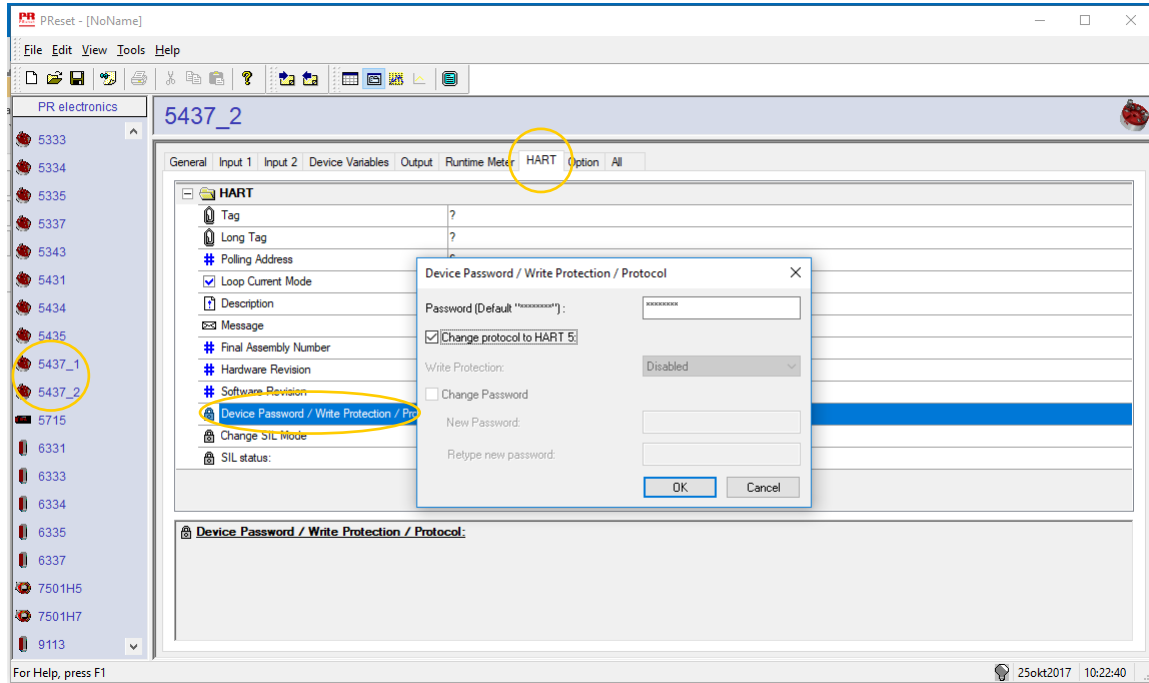 PR PReset - [NoName]
File Edit View Tools Help
PR electronics
5333
5334
5335
5337
5343
5431
5434
5435
5437_1
5437_2
5715
6331
6333
6334
6335
6337
7501H5
7501H7
9113
5437_2
General Input 1 Input 2 Device Variables Output Runtime Meter HART Option All
HART
Tag ?
Long Tag ?
Polling Address
Loop Current Mode
Description
Message
Final Assembly Number
Hardware Revision
Software Revision
Device Password / Write Protection / Pro
Change SIL Mode
SIL status:
Device Password / Write Protection / Protocol
Password (Default "********") : ********
Change protocol to HART 5:
Write Protection: Disabled
Change Password
New Password:
Retype new password:
OK Cancel
Device Password / Write Protection / Protocol:
For Help, press F1 25okt2017 10:22:40